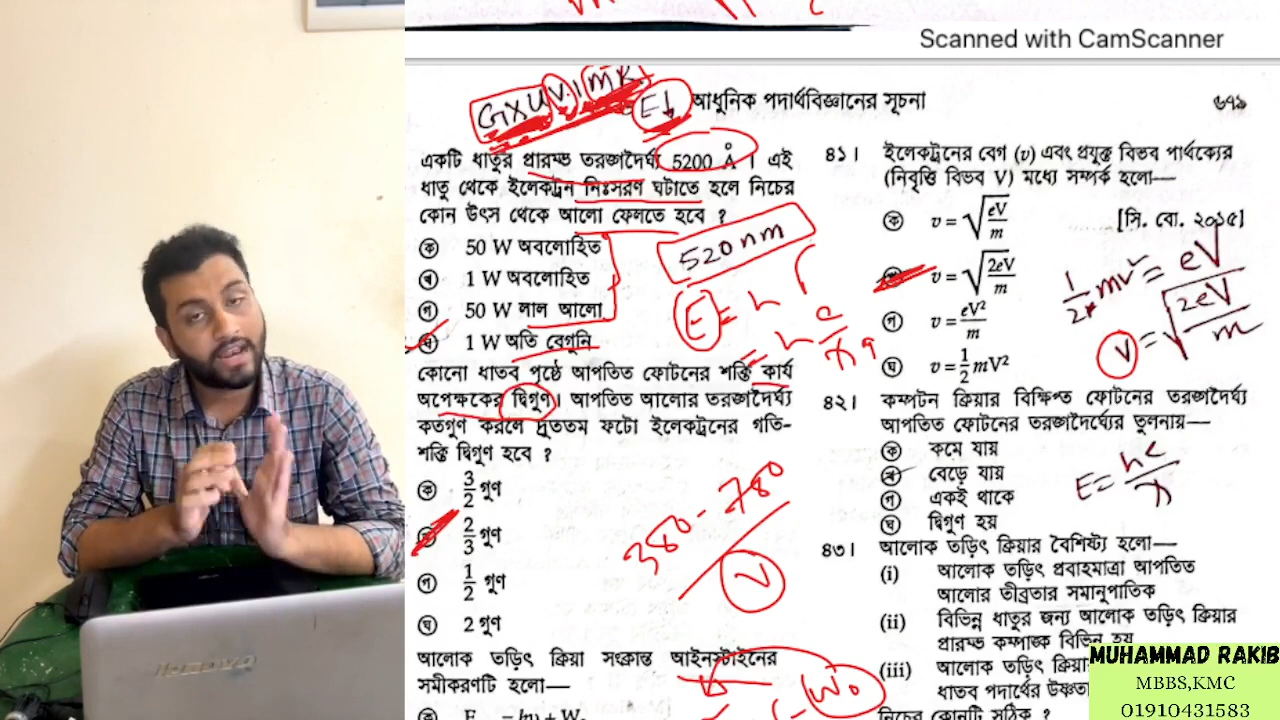 Scanned with CamScanner
GXUV।MR
E↓
আধুনিক পদার্থবিজ্ঞানের সূচনা
৬৭৯
একটি ধাতুর প্রারম্ভ তরঙ্গদৈর্ঘ্য 5200 Å । এই
ধাতু থেকে ইলেকট্রন নিঃসরণ ঘটাতে হলে নিচের
কোন উৎস থেকে আলো ফেলতে হবে ?
ক 50 W অবলোহিত
খ 1 W অবলোহিত
গ 50 W লাল আলো
ঘ 1 W অতি বেগুনি
520 nm
কোনো ধাতব পৃষ্ঠে আপতিত ফোটনের শক্তি কার্য
অপেক্ষকের দ্বিগুণ। আপতিত আলোর তরঙ্গদৈর্ঘ্য
কতগুণ করলে দ্রুততম ফটো ইলেকট্রনের গতি-
শক্তি দ্বিগুণ হবে ?
ক 3/2 গুণ
2/3 গুণ
গ 1/2 গুণ
ঘ 2 গুণ
380 - 780
V
আলোক তড়িৎ ক্রিয়া সংক্রান্ত আইনস্টাইনের
সমীকরণটি হলো—
W₀
৪১। ইলেকট্রনের বেগ (v) এবং প্রযুক্ত বিভব পার্থক্যের
(নিবৃত্তি বিভব V) মধ্যে সম্পর্ক হলো—
ক v = √(eV/m) [সি. বো. ২০১৫]
v = √(2eV/m)
গ v = eV²/m
ঘ v = 1/2 mV²
1/2 mv² = eV
v = √(2eV/m)
৪২। কম্পটন ক্রিয়ার বিক্ষিপ্ত ফোটনের তরঙ্গদৈর্ঘ্য
আপতিত ফোটনের তরঙ্গদৈর্ঘ্যের তুলনায়—
ক কমে যায়
খ বেড়ে যায়
গ একই থাকে
ঘ দ্বিগুণ হয়
E = hc/λ
৪৩। আলোক তড়িৎ ক্রিয়ার বৈশিষ্ট্য হলো—
(i) আলোক তড়িৎ প্রবাহমাত্রা আপতিত
আলোর তীব্রতার সমানুপাতিক
(ii) বিভিন্ন ধাতুর জন্য আলোক তড়িৎ ক্রিয়ার
প্রারম্ভ কম্পাঙ্ক বিভিন্ন হয়
(iii) আলোক তড়িৎ ক্রিয়া
ধাতব পদার্থের উষ্ণতা
নিচের কোনটি সঠিক ?
MUHAMMAD RAKIB
MBBS,KMC
01910431583